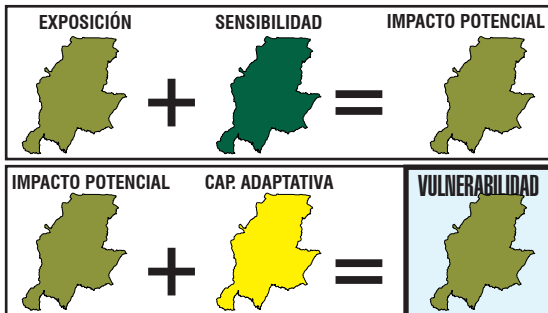 EXPOSICIÓN SENSIBILIDAD IMPACTO POTENCIAL
+ =
IMPACTO POTENCIAL CAP. ADAPTATIVA VULNERABILIDAD
+ =